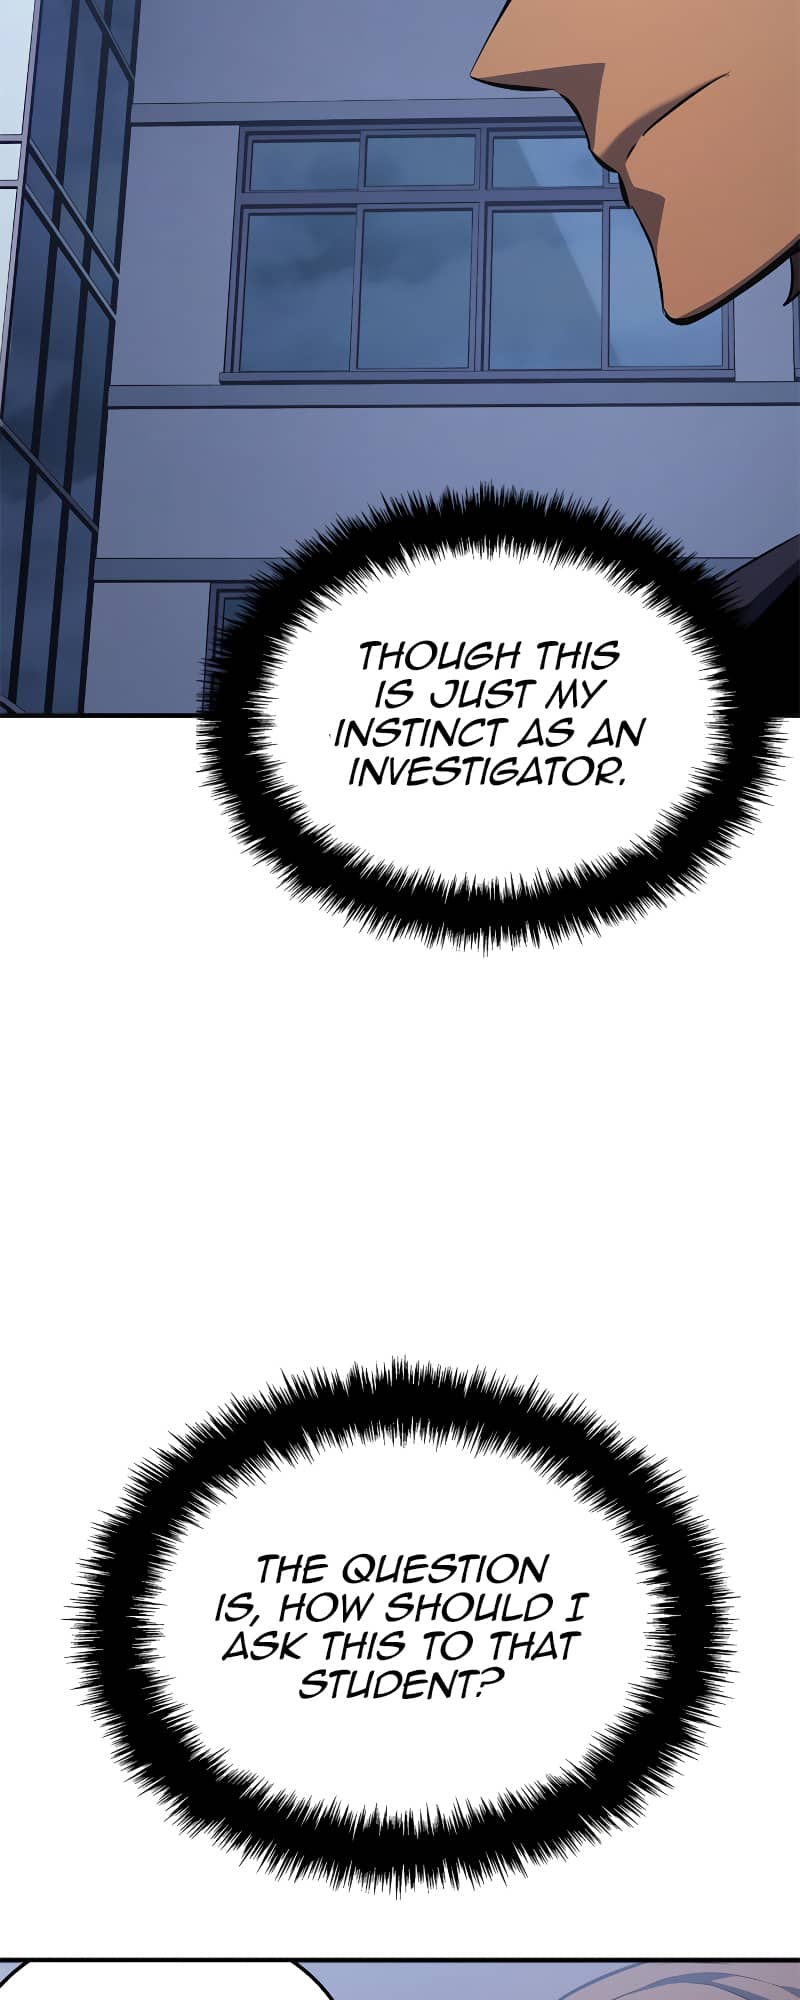 THOUGH THIS
IS JUST MY
INSTINCT AS AN
INVESTIGATOR.
THE QUESTION
IS, HOW SHOULD I
ASK THIS TO THAT
STUDENT?